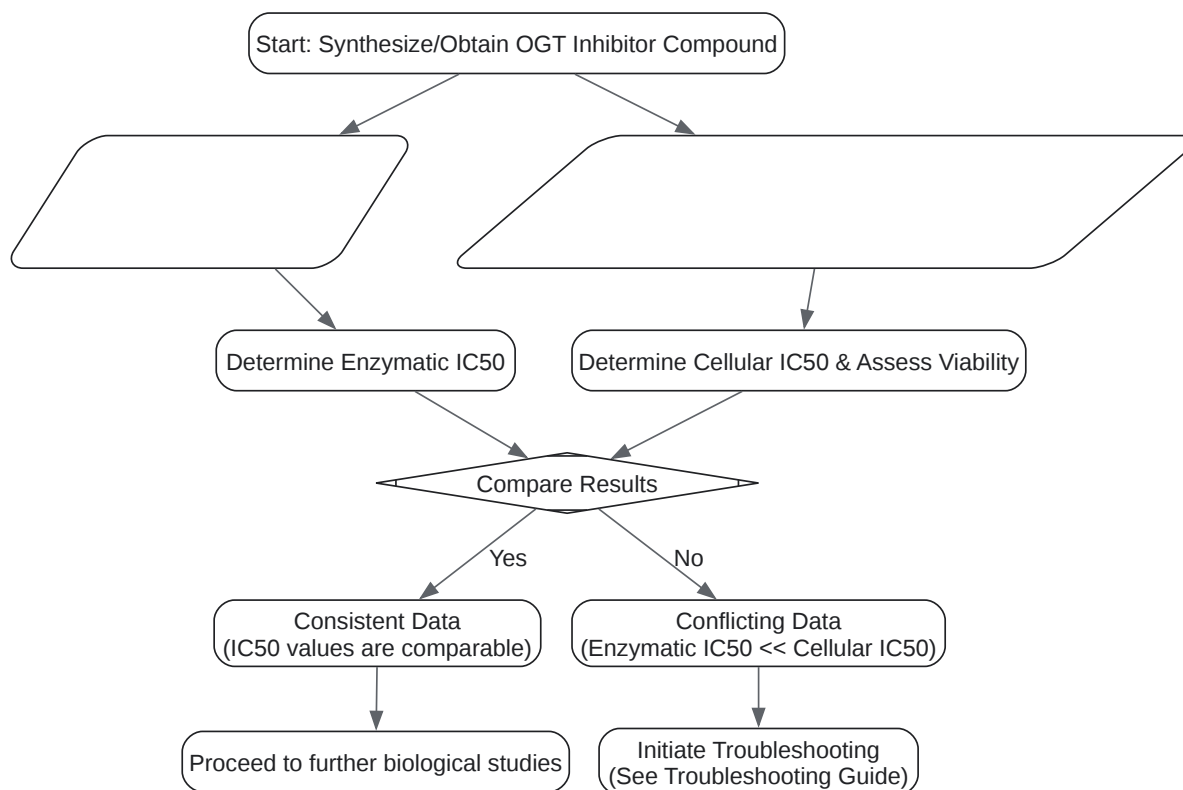 Start: Synthesize/Obtain OGT Inhibitor Compound
Determine Enzymatic IC50
Determine Cellular IC50 & Assess Viability
Compare Results
Yes
No
Consistent Data
(IC50 values are comparable)
Conflicting Data
(Enzymatic IC50 << Cellular IC50)
Proceed to further biological studies
Initiate Troubleshooting
(See Troubleshooting Guide)